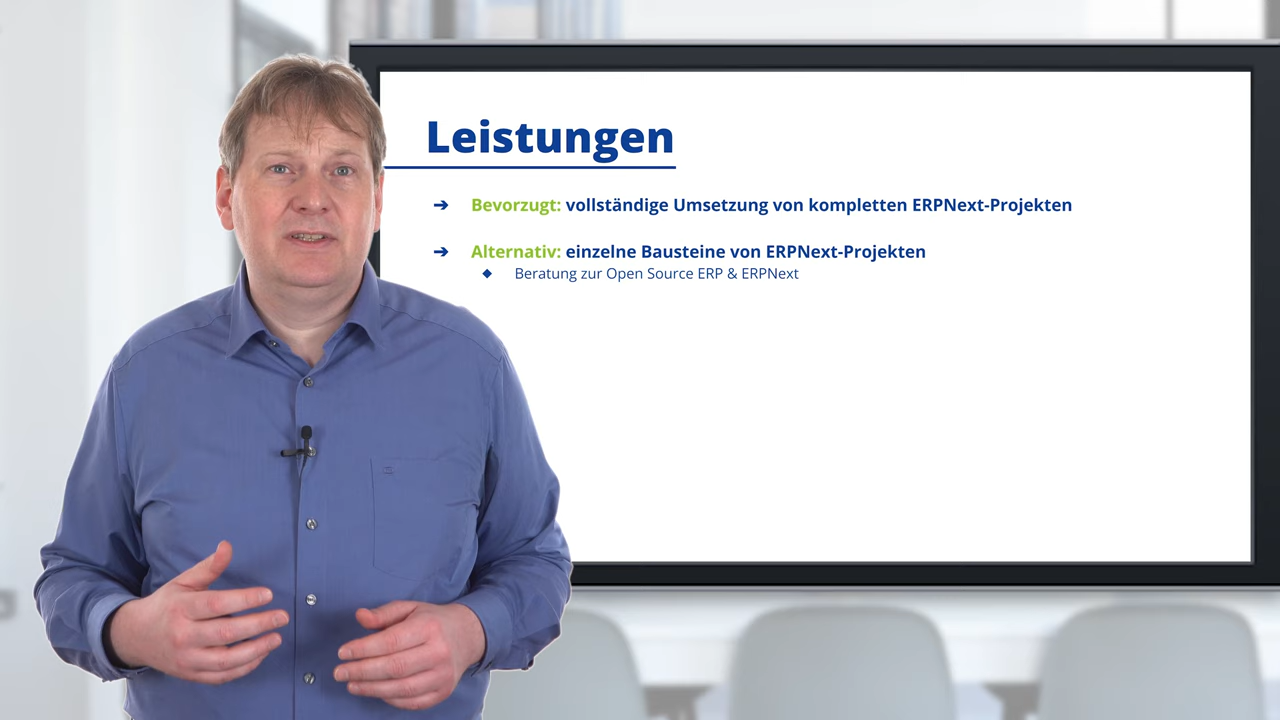 Leistungen
➔ Bevorzugt: vollständige Umsetzung von kompletten ERPNext-Projekten
➔ Alternativ: einzelne Bausteine von ERPNext-Projekten
◆ Beratung zur Open Source ERP & ERPNext